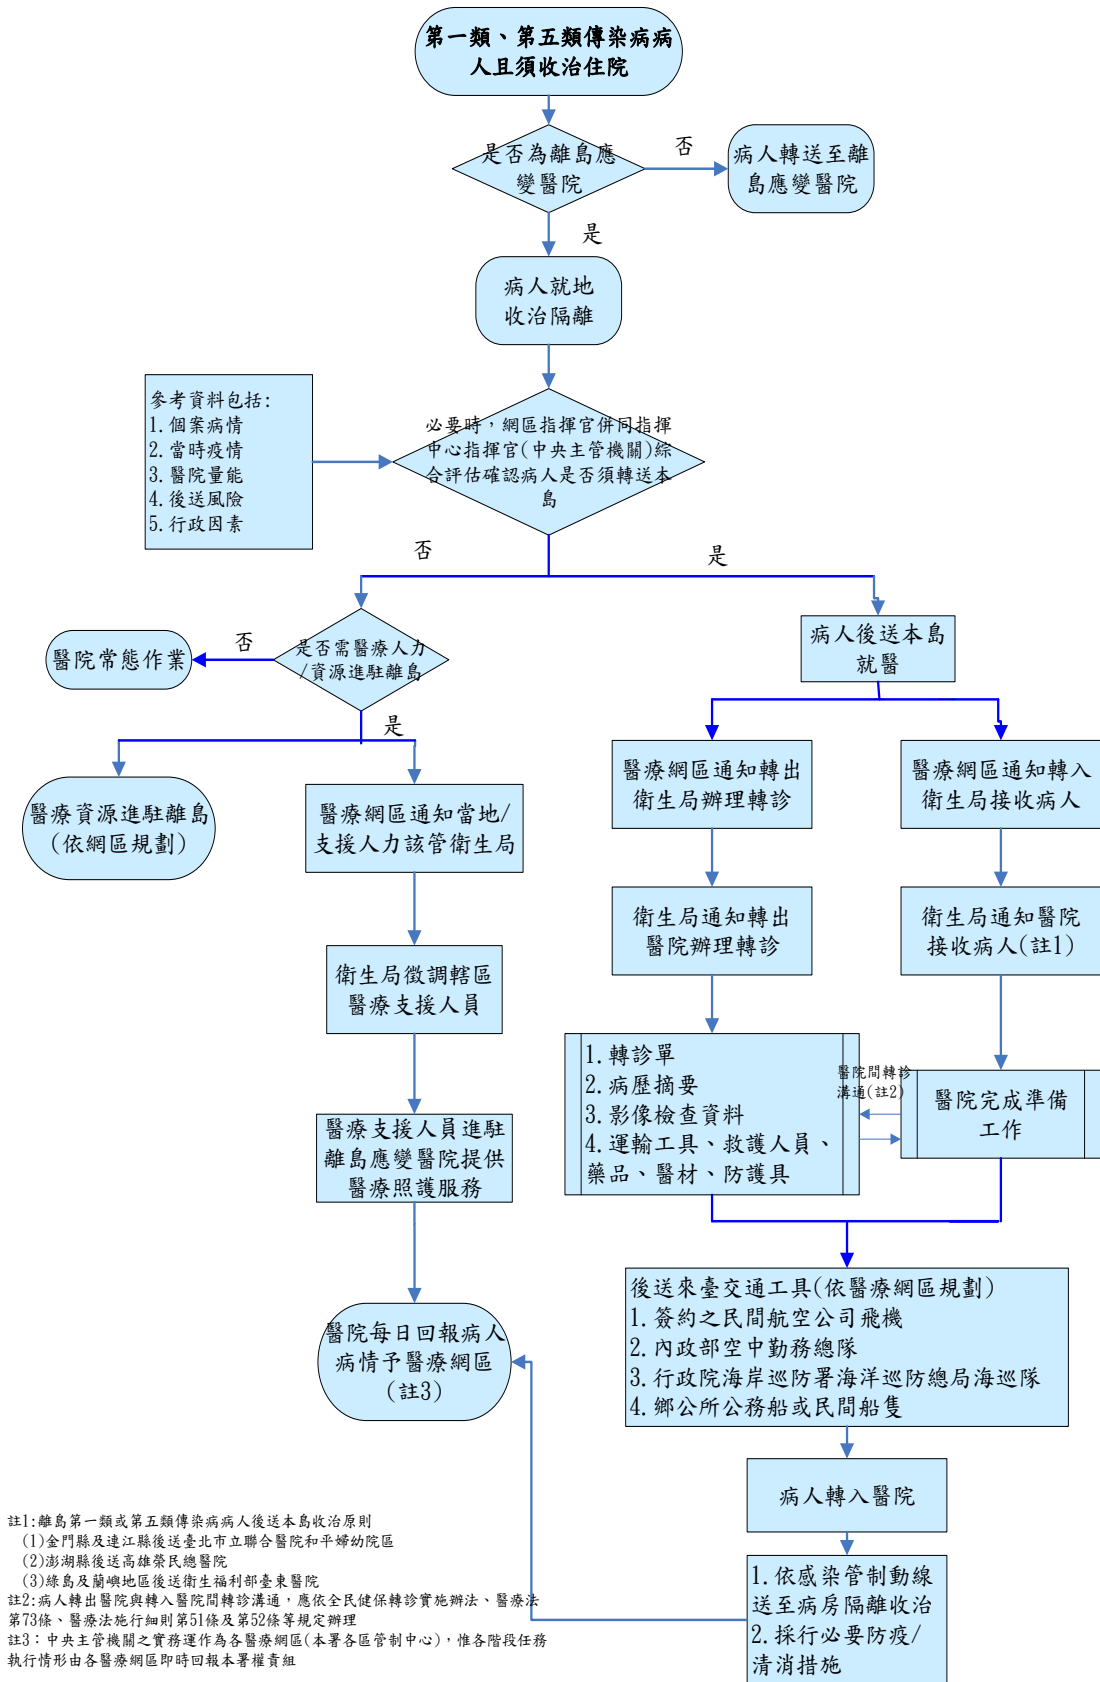 第一類、第五類傳染病病
人且須收治住院
是否為離島應
變醫院
否
病人轉送至離
島應變醫院
是
病人就地
收治隔離
參考資料包括:
1.個案病情
2.當時疫情
3.醫院量能
4.後送風險
5.行政因素
必要時，網區指揮官併同指揮
中心指揮官(中央主管機關)綜
合評估確認病人是否須轉送本
島
否
是
是否需醫療人力
/資源進駐離島
否
醫院常態作業
是
病人後送本島
就醫
醫療資源進駐離島
(依網區規劃)
醫療網區通知當地/
支援人力該管衛生局
醫療網區通知轉出
衛生局辦理轉診
醫療網區通知轉入
衛生局接收病人
衛生局徵調轄區
醫療支援人員
衛生局通知轉出
醫院辦理轉診
衛生局通知醫院
接收病人(註1)
1.轉診單
2.病歷摘要
3.影像檢查資料
4.運輸工具、救護人員、
藥品、醫材、防護具
醫院間轉診
溝通(註2)
醫院完成準備
工作
醫療支援人員進駐
離島應變醫院提供
醫療照護服務
後送來臺交通工具(依醫療網區規劃)
1.簽約之民間航空公司飛機
2.內政部空中勤務總隊
3.行政院海岸巡防署海洋巡防總局海巡隊
4.鄉公所公務船或民間船隻
醫院每日回報病人
病情予醫療網區
(註3)
病人轉入醫院
1.依感染管制動線
送至病房隔離收治
2.採行必要防疫/
清消措施
註1:離島第一類或第五類傳染病病人後送本島收治原則
(1)金門縣及連江縣後送臺北市立聯合醫院和平婦幼院區
(2)澎湖縣後送高雄榮民總醫院
(3)綠島及蘭嶼地區後送衛生福利部臺東醫院
註2:病人轉出醫院與轉入醫院間轉診溝通，應依全民健保轉診實施辦法、醫療法
第73條、醫療法施行細則第51條及第52條等規定辦理
註3：中央主管機關之實務運作為各醫療網區(本署各區管制中心)，惟各階段任務
執行情形由各醫療網區即時回報本署權責組